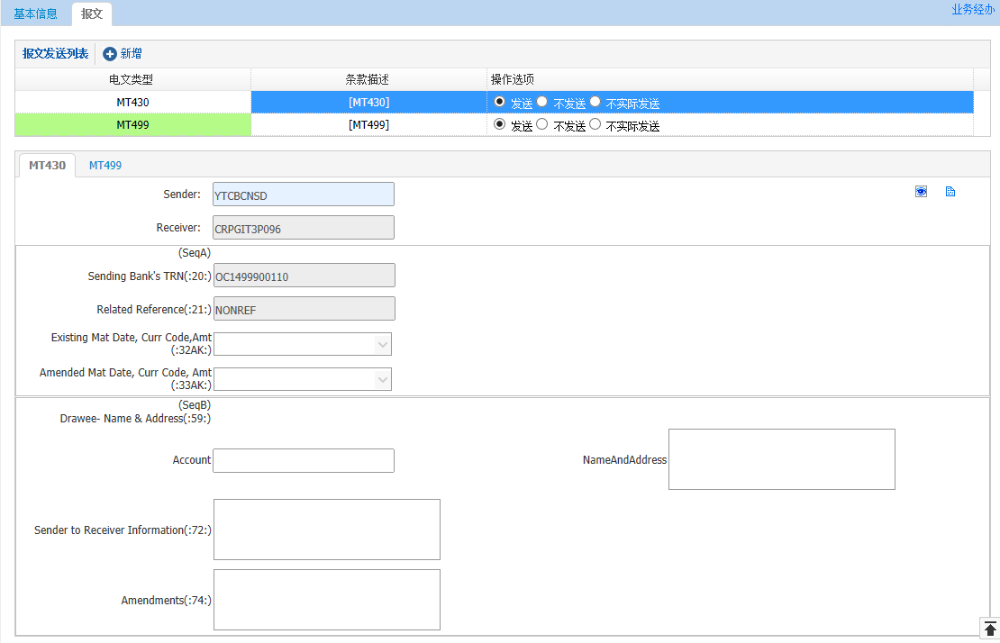 基本信息 报文 业务经办
报文发送列表 新增
电文类型 条款描述 操作选项
MT430 [MT430] 发送 不发送 不实际发送
MT499 [MT499] 发送 不发送 不实际发送
MT430 MT499
Sender: YTCBCNSD
Receiver: CRPGIT3P096
(SeqA)
Sending Bank's TRN(:20:) OC1499900110
Related Reference(:21:) NONREF
Existing Mat Date, Curr Code,Amt
(:32AK:)
Amended Mat Date, Curr Code, Amt
(:33AK:)
(SeqB)
Drawee- Name & Address(:59:)
Account NameAndAddress
Sender to Receiver Information(:72:)
Amendments(:74:)